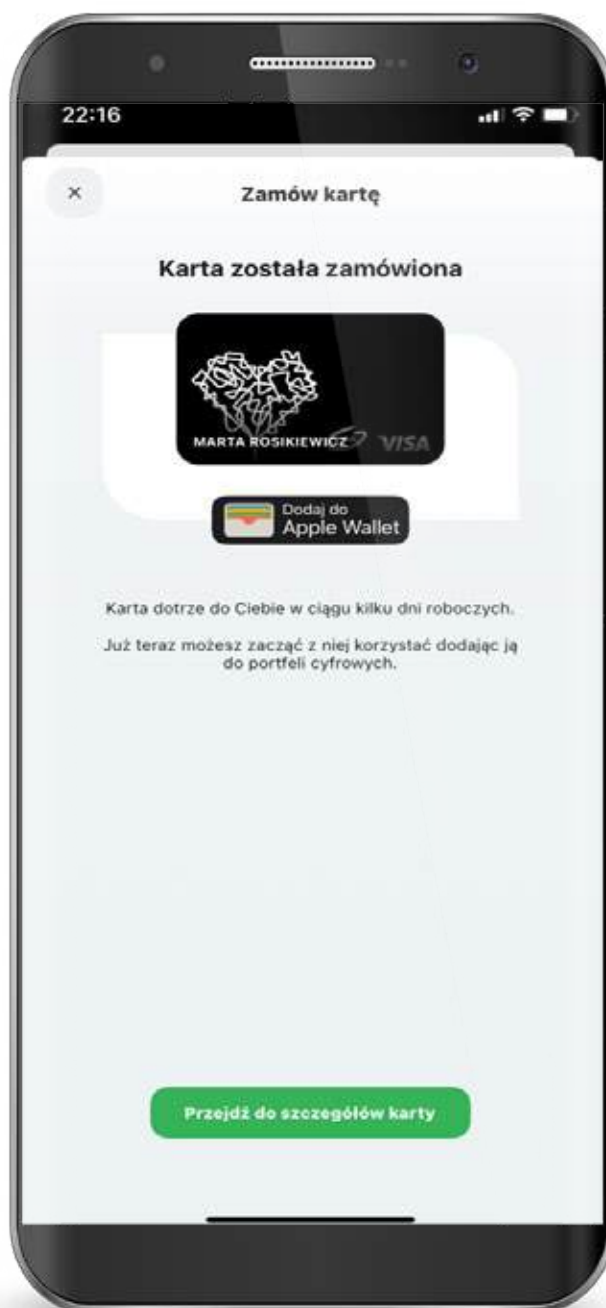 22:16
Zamów kartę
Karta została zamówiona
MARTA ROSIKIEWICZ VISA
Dodaj do
Apple Wallet
Karta dotrze do Ciebie w ciągu kilku dni roboczych.
Już teraz możesz zacząć z niej korzystać dodając ją
do portfeli cyfrowych.
Przejdź do szczegółów karty